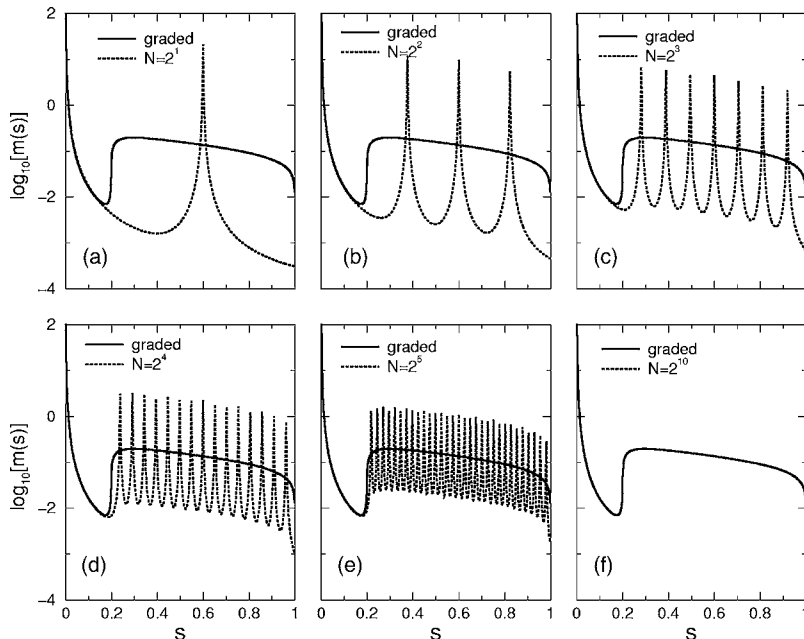 2
0
−2
−4
log₁₀[m(s)]
graded
N=2¹
(a)
graded
N=2²
(b)
graded
N=2³
(c)
2
0
−2
−4
log₁₀[m(s)]
graded
N=2⁴
(d)
0
0.2
0.4
0.6
0.8
1
s
graded
N=2⁵
(e)
0
0.2
0.4
0.6
0.8
1
s
graded
N=2¹⁰
(f)
0
0.2
0.4
0.6
0.8
1
s